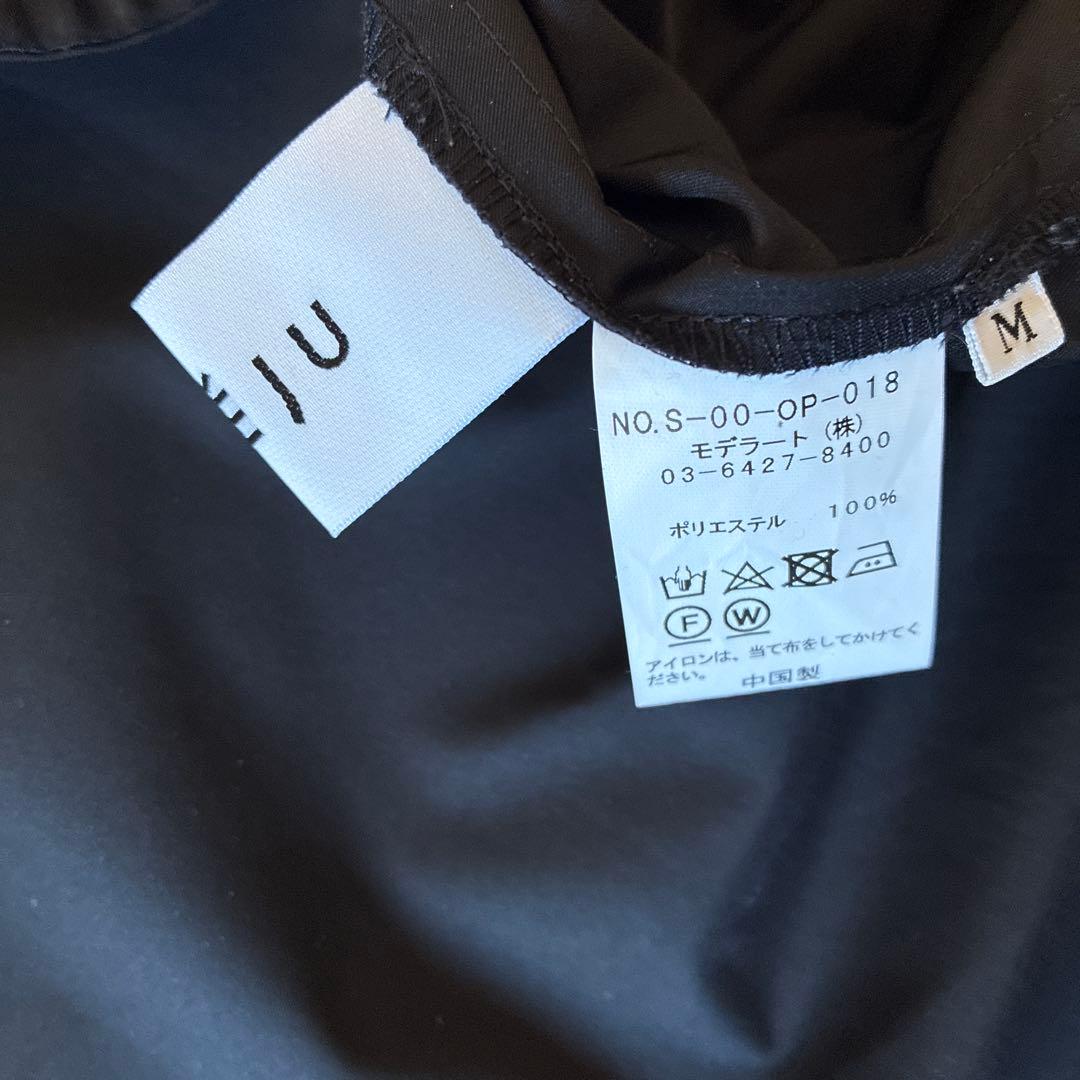 M
NO.S-00-OP-018
モデラート (株)
03-6427-8400
ポリエステル 100%
F W
アイロンは、当て布をしてかけてく
ださい。 中国製